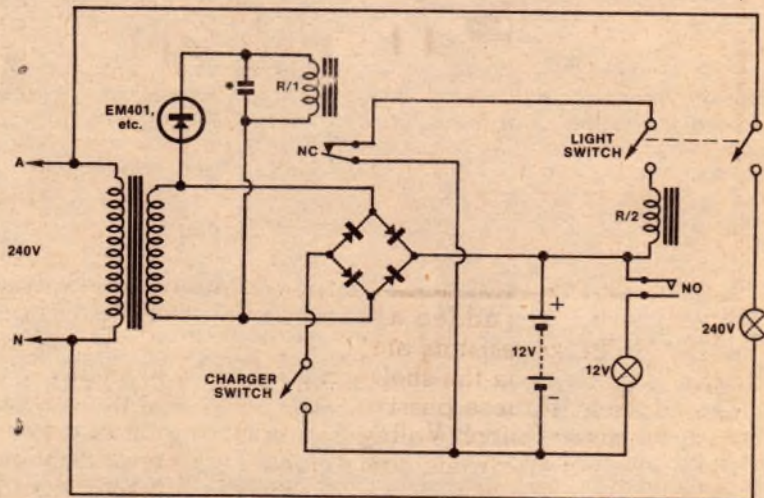 R/1
EM401,
etc.
NC
LIGHT
SWITCH
A
R/2
240V
NO
N
CHARGER
SWITCH
12V
+
−
12V
240V